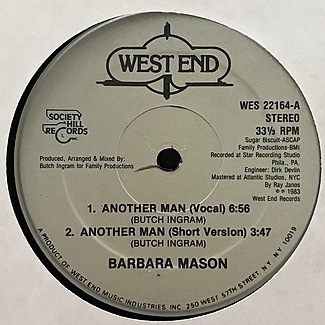 WEST END
WES 22164-A
STEREO
33⅓ RPM
Sugar Biscuit-ASCAP
Family Productions-BMI
Recorded at Star Recording Studio
Phila., PA.
Engineer: Dirk Devlin
Mastered at Atlantic Studios, NYC
By Ray Janos
℗ 1983
West End Records
SOCIETY
HILL
RECORDS
INC.
Produced, Arranged & Mixed By:
Butch Ingram for Family Productions
1. ANOTHER MAN (Vocal) 6:56
(BUTCH INGRAM)
2. ANOTHER MAN (Short Version) 3:47
(BUTCH INGRAM)
BARBARA MASON
A PRODUCT OF WEST END MUSIC INDUSTRIES INC 250 WEST 57TH STREET, NY. N.Y. 10019